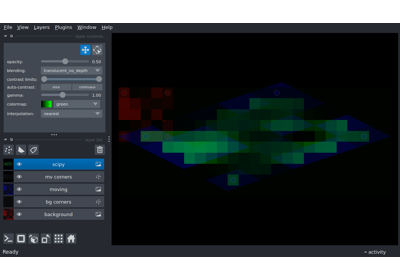 File View Layers Plugins Window Help
opacity: 0.50
blending: translucent_no_depth
contrast limits:
auto-contrast: once continuous
gamma: 1.00
colormap: green
interpolation: nearest
scipy
mv corners
moving
bg corners
background
Ready
activity